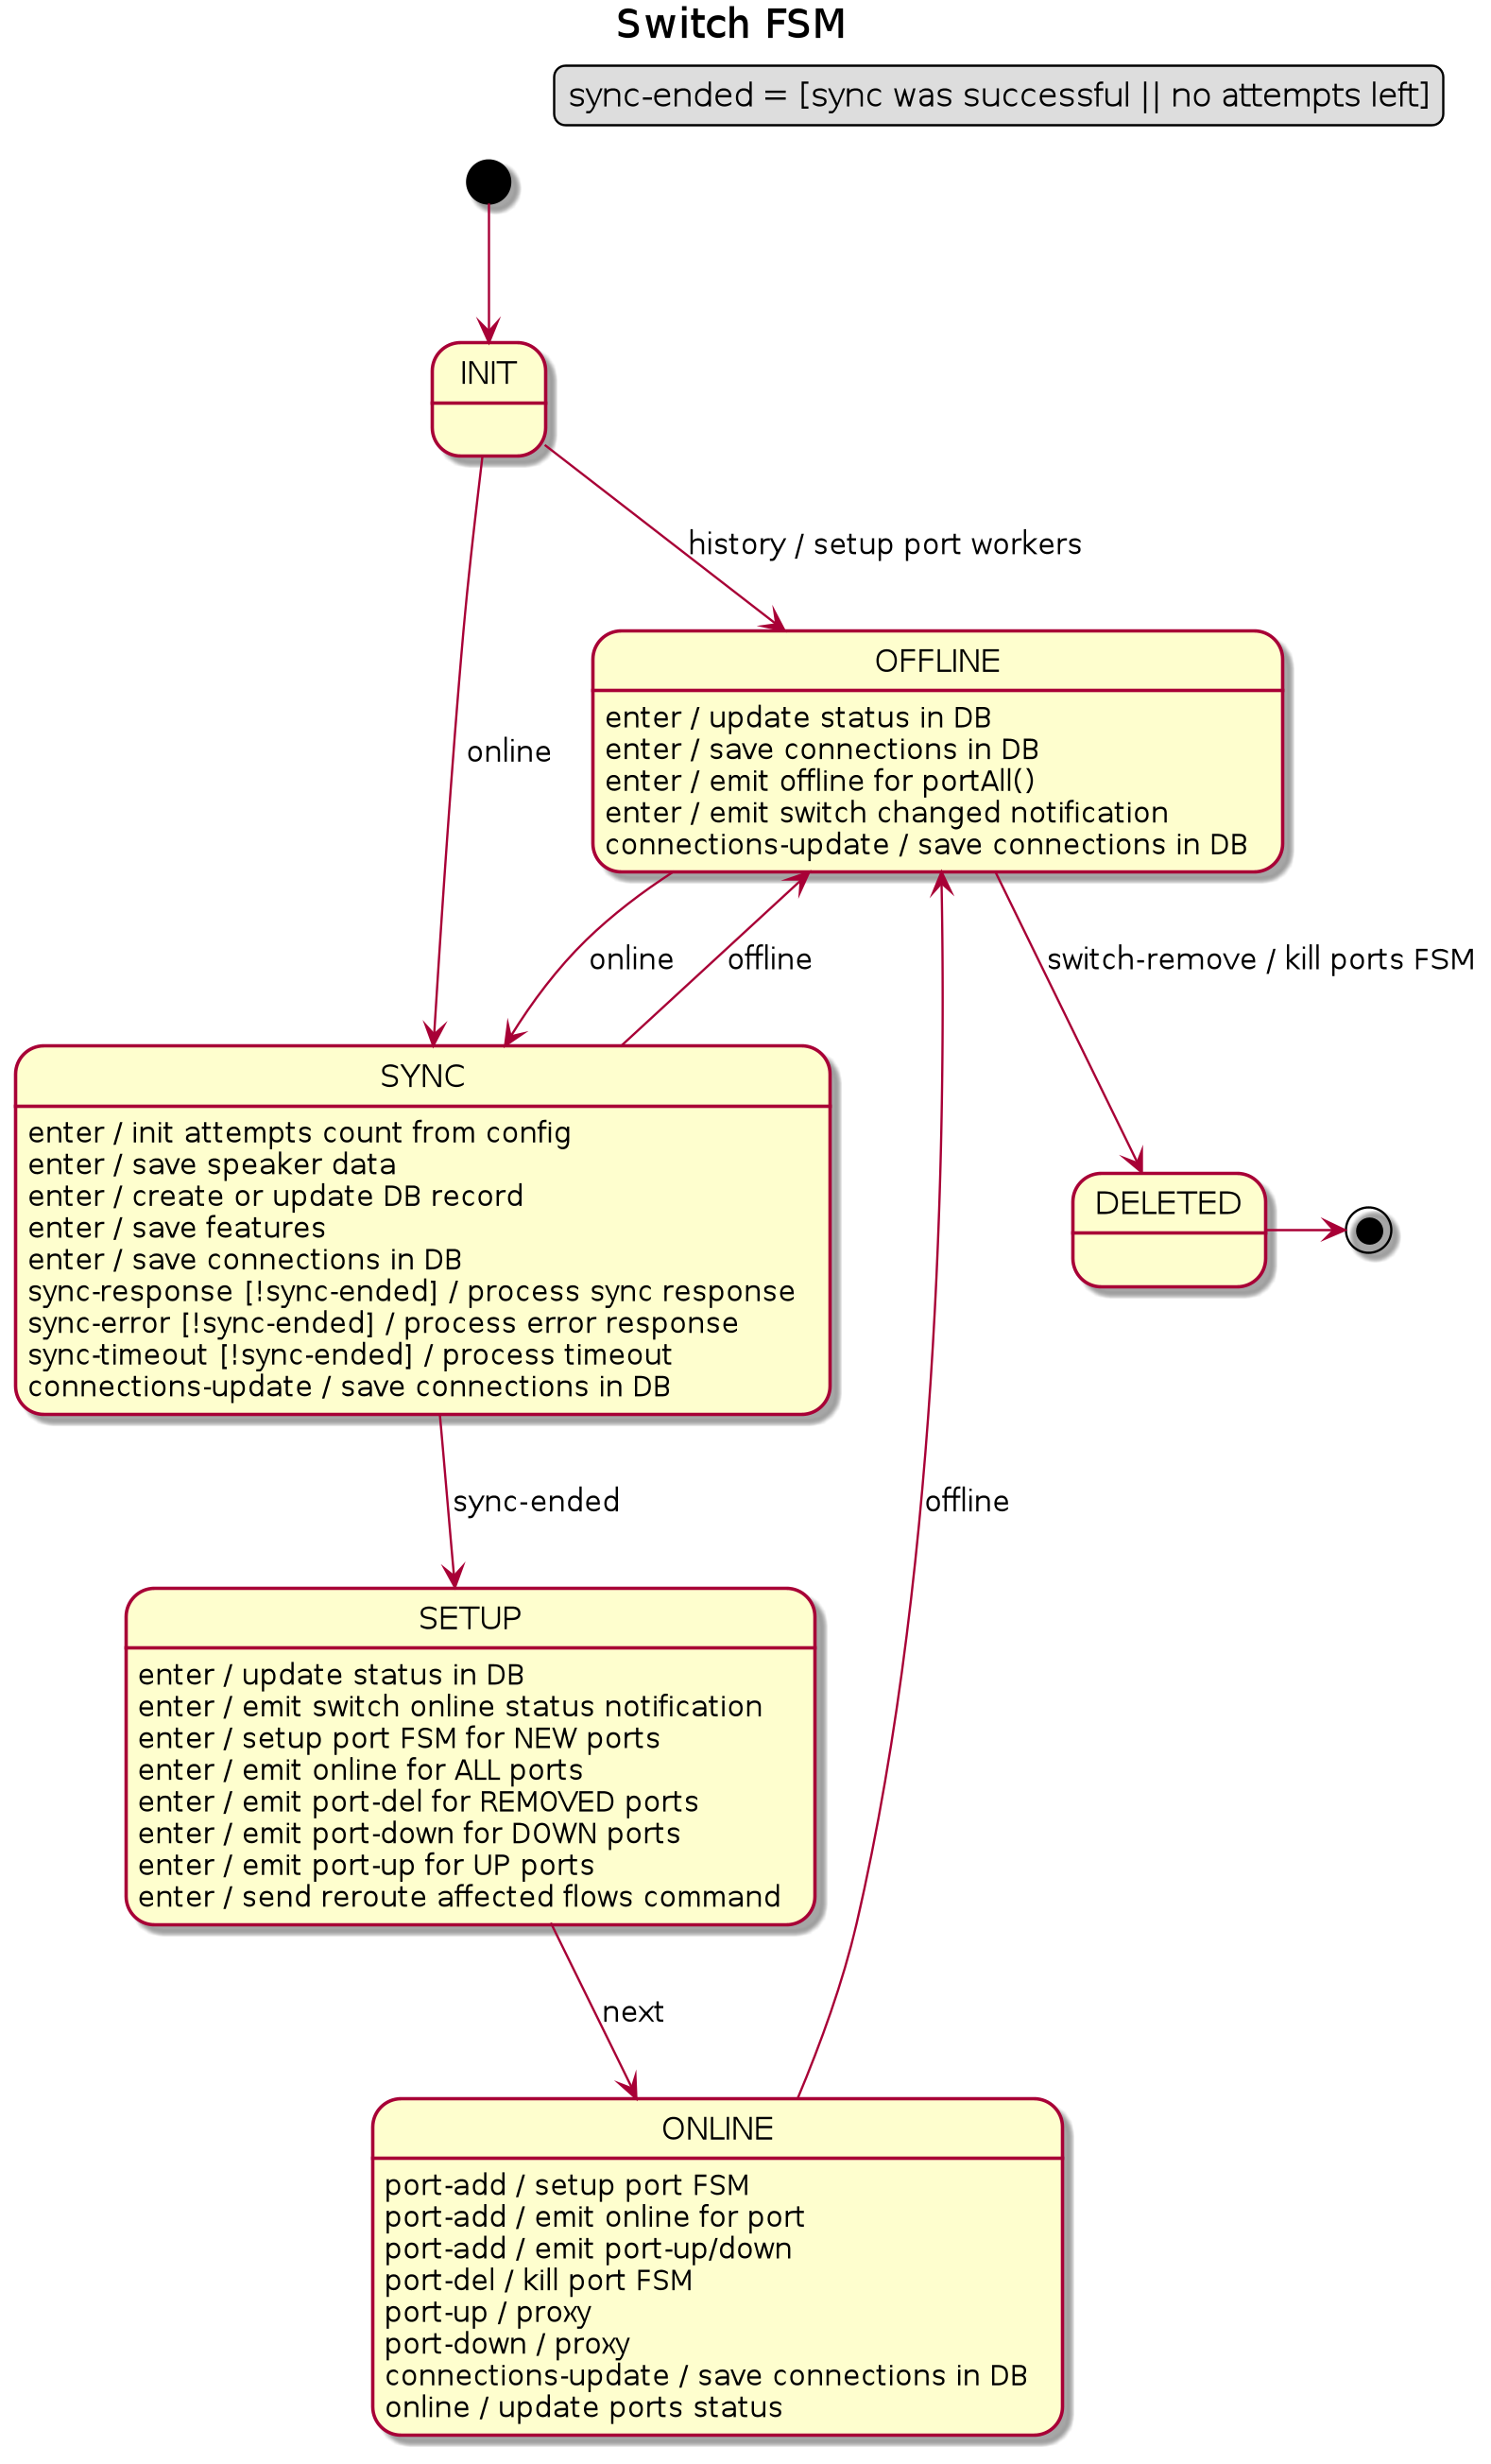 Switch FSM
sync-ended = [sync was successful || no attempts left]
INIT
history / setup port workers
OFFLINE
enter / update status in DB
enter / save connections in DB
enter / emit offline for portAll()
enter / emit switch changed notification
connections-update / save connections in DB
online
online
offline
switch-remove / kill ports FSM
SYNC
enter / init attempts count from config
enter / save speaker data
enter / create or update DB record
enter / save features
enter / save connections in DB
sync-response [!sync-ended] / process sync response
sync-error [!sync-ended] / process error response
sync-timeout [!sync-ended] / process timeout
connections-update / save connections in DB
DELETED
sync-ended
offline
SETUP
enter / update status in DB
enter / emit switch online status notification
enter / setup port FSM for NEW ports
enter / emit online for ALL ports
enter / emit port-del for REMOVED ports
enter / emit port-down for DOWN ports
enter / emit port-up for UP ports
enter / send reroute affected flows command
next
ONLINE
port-add / setup port FSM
port-add / emit online for port
port-add / emit port-up/down
port-del / kill port FSM
port-up / proxy
port-down / proxy
connections-update / save connections in DB
online / update ports status